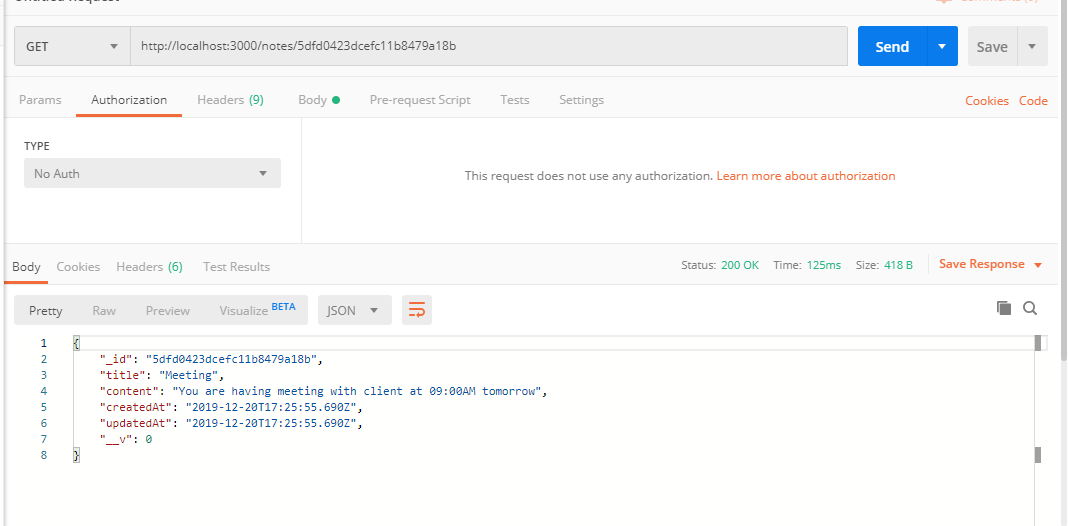 Untitled Request
Comments (0)
GET http://localhost:3000/notes/5dfd0423dcefc11b8479a18b Send Save
Params Authorization Headers (9) Body Pre-request Script Tests Settings Cookies Code
TYPE
No Auth
This request does not use any authorization. Learn more about authorization
Body Cookies Headers (6) Test Results Status: 200 OK Time: 125ms Size: 418 B Save Response
Pretty Raw Preview Visualize BETA JSON
1 {
2 "_id": "5dfd0423dcefc11b8479a18b",
3 "title": "Meeting",
4 "content": "You are having meeting with client at 09:00AM tomorrow",
5 "createdAt": "2019-12-20T17:25:55.690Z",
6 "updatedAt": "2019-12-20T17:25:55.690Z",
7 "__v": 0
8 }